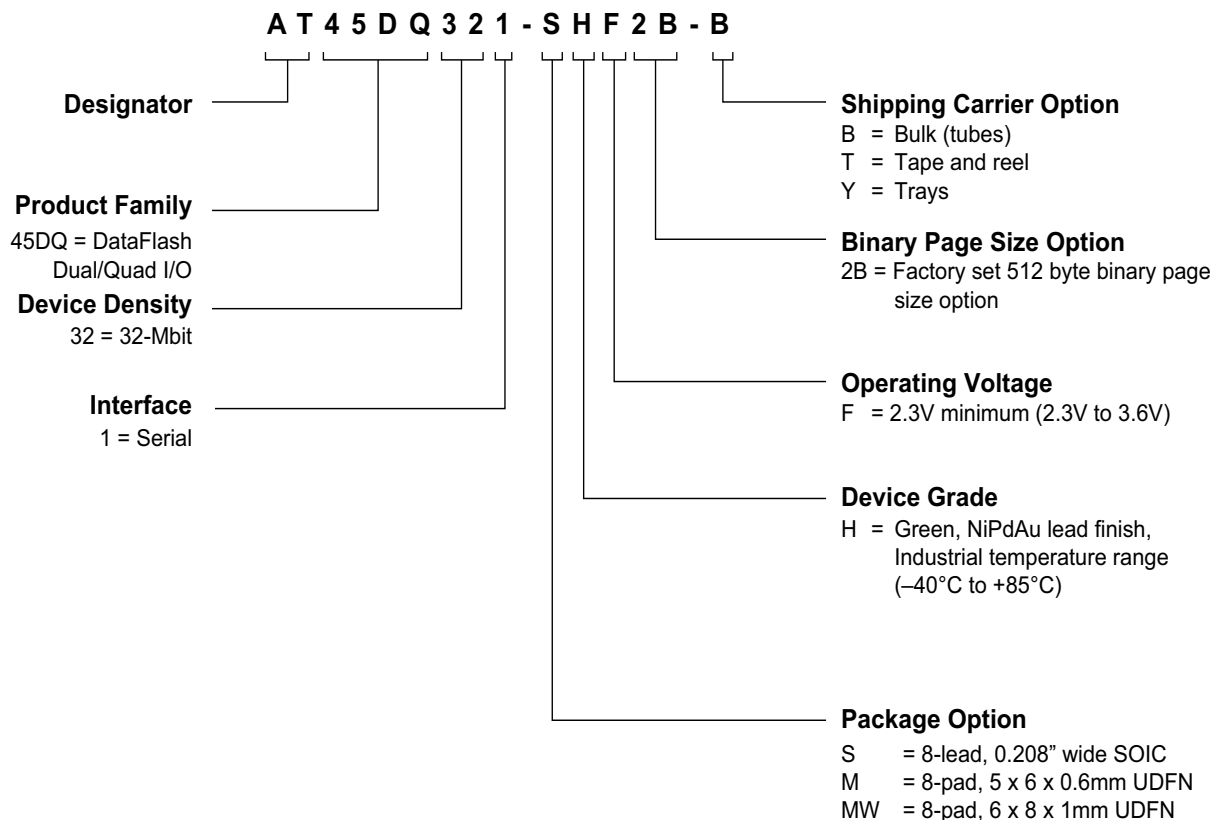 A T 4 5 D Q 3 2 1 - S H F 2 B - B
Designator
Product Family
45DQ = DataFlash
Dual/Quad I/O
Device Density
32 = 32-Mbit
Interface
1 = Serial
Shipping Carrier Option
B = Bulk (tubes)
T = Tape and reel
Y = Trays
Binary Page Size Option
2B = Factory set 512 byte binary page
size option
Operating Voltage
F = 2.3V minimum (2.3V to 3.6V)
Device Grade
H = Green, NiPdAu lead finish,
Industrial temperature range
(–40°C to +85°C)
Package Option
S = 8-lead, 0.208” wide SOIC
M = 8-pad, 5 x 6 x 0.6mm UDFN
MW = 8-pad, 6 x 8 x 1mm UDFN